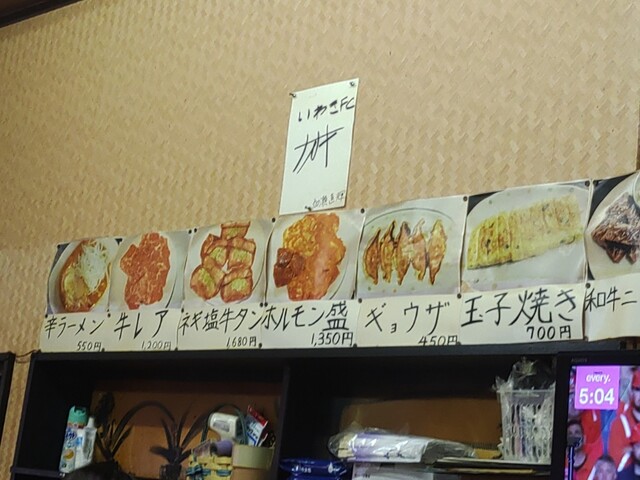 いわきFC
辛ラーメン
550円
牛レア
1,200円
ネギ塩牛タン
1,680円
ホルモン盛
1,350円
ギョウザ
450円
玉子焼き
700円
和牛ニ
every.
5:04